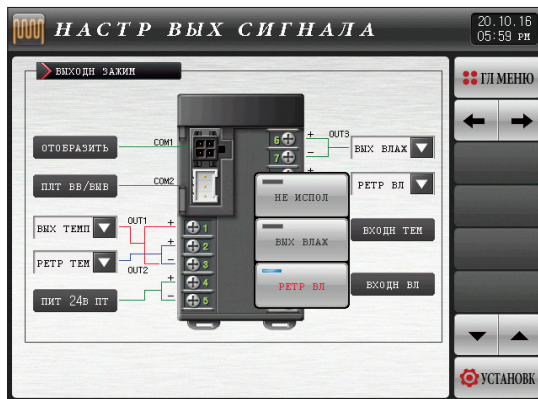 НАСТР ВЫХ СИГНАЛА
20.10.16
05:59 PM
ВЫХОДН ЗАЖИМ
ГЛ МЕНЮ
ОТОБРАЗИТЬ
COM1
6
+
OUT3
7
-
ВЫХ ВЛАЖ
ПЛТ ВВ/ВЫВ
COM2
НЕ ИСПОЛ
РЕТР ВЛ
ВЫХ ТЕМП
OUT1
+
1
ВЫХ ВЛАЖ
ВХОДН ТЕМ
+
2
РЕТР ТЕМ
OUT2
-
3
ПИТ 24В ПТ
+
4
-
5
РЕТР ВЛ
ВХОДН ВЛ
УСТАНОВК